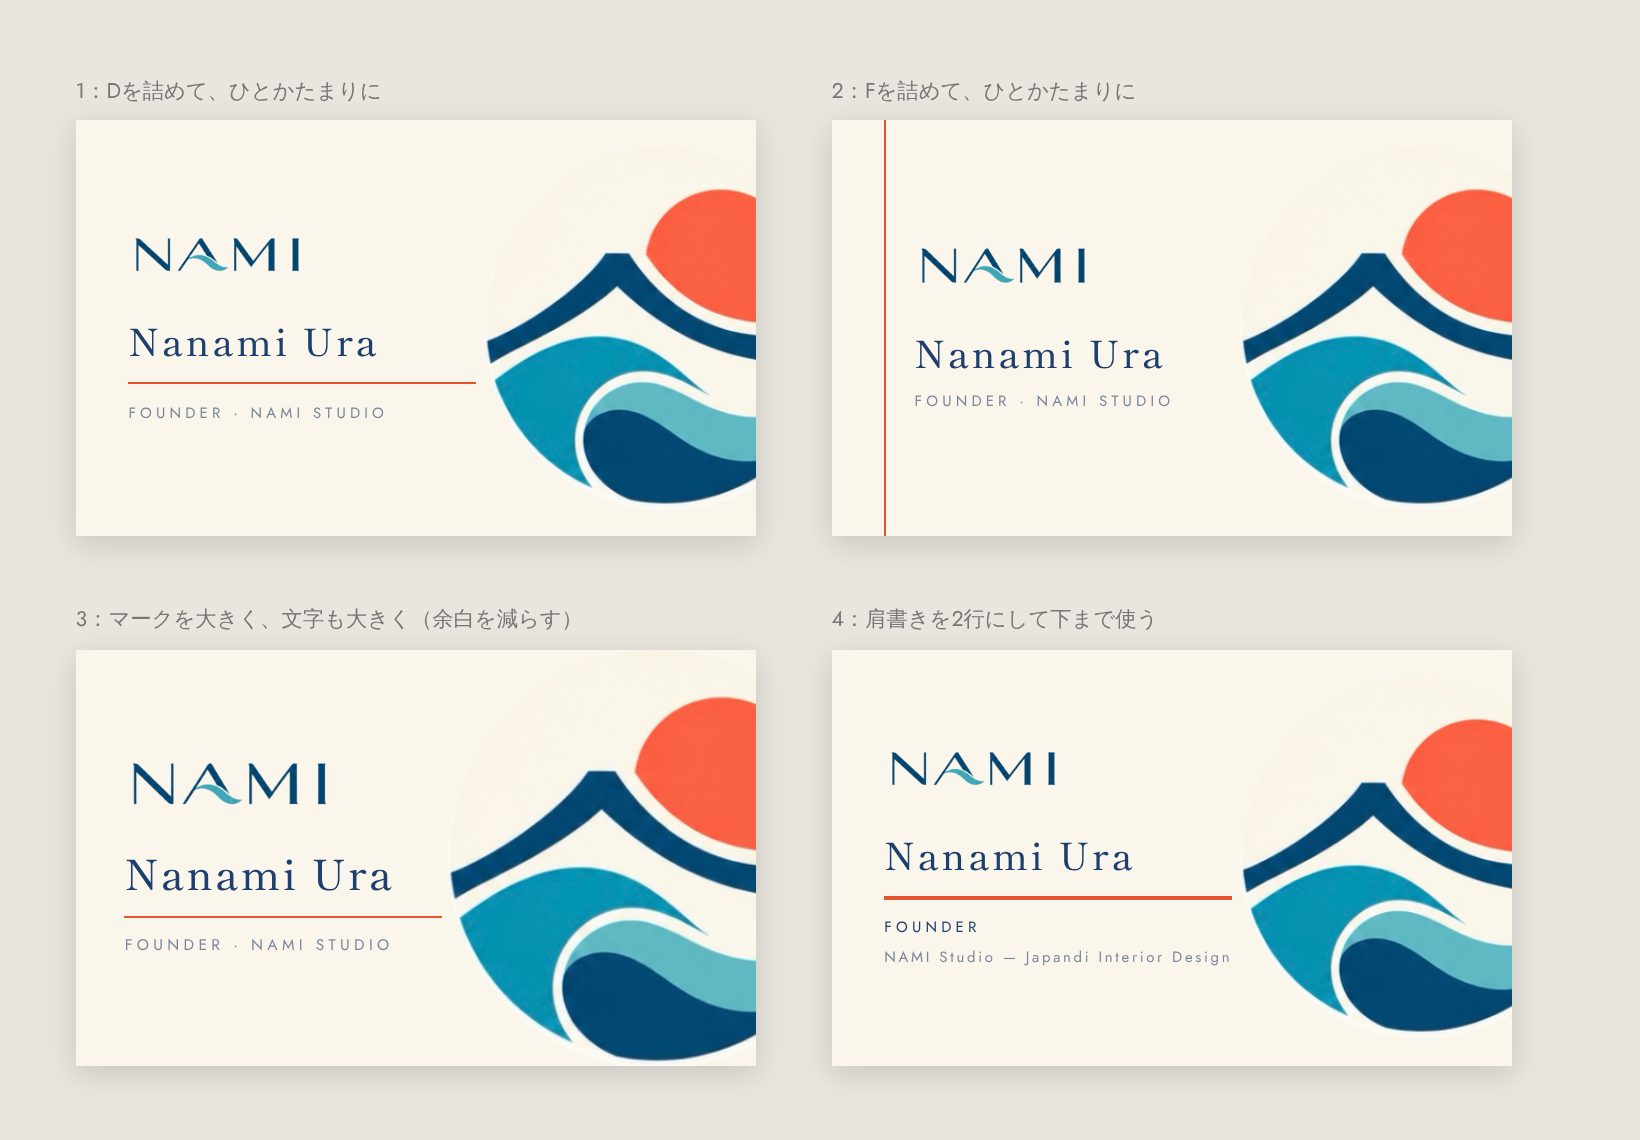 1：Dを詰めて、ひとかたまりに
NAMI
Nanami Ura
FOUNDER · NAMI STUDIO
2：Fを詰めて、ひとかたまりに
NAMI
Nanami Ura
FOUNDER · NAMI STUDIO
3：マークを大きく、文字も大きく（余白を減らす）
NAMI
Nanami Ura
FOUNDER · NAMI STUDIO
4：肩書きを2行にして下まで使う
NAMI
Nanami Ura
FOUNDER
NAMI Studio — Japandi Interior Design